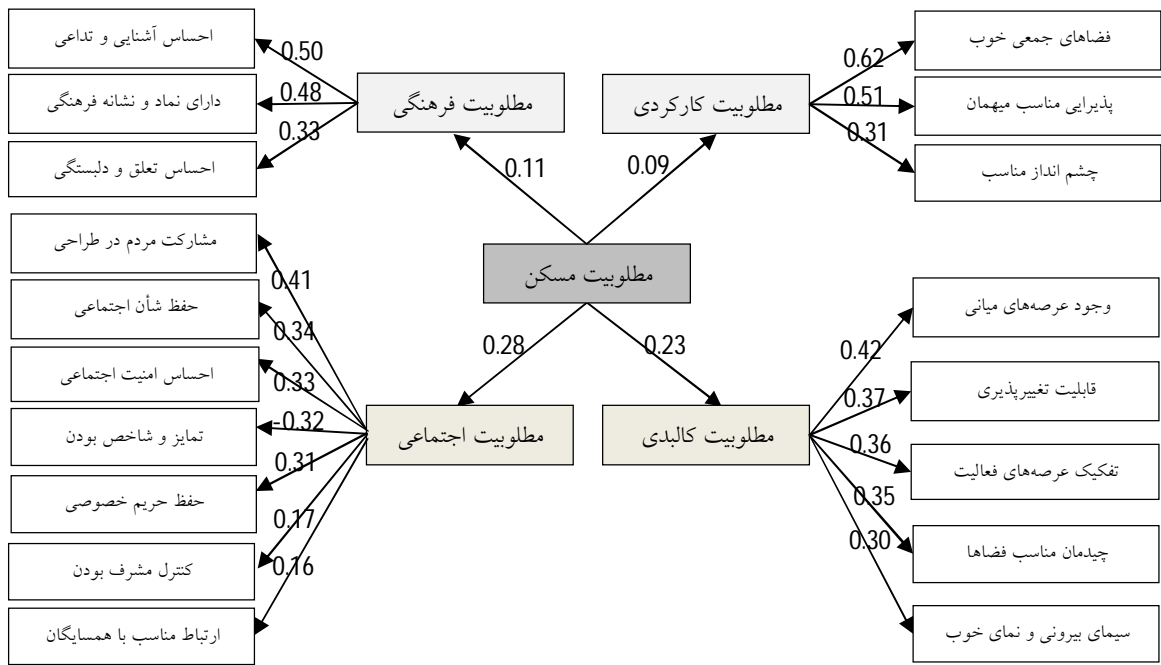 احساس آشنایی و تداعی
دارای نماد و نشانه فرهنگی
احساس تعلق و دلبستگی
0.50
0.48
0.33
مطلوبیت فرهنگی
مطلوبیت کارکردی
0.62
0.51
0.31
فضاهای جمعی خوب
پذیرایی مناسب میهمان
چشم انداز مناسب
0.11
0.09
مطلوبیت مسکن
0.28
0.23
مشارکت مردم در طراحی
حفظ شأن اجتماعی
احساس امنیت اجتماعی
تمایز و شاخص بودن
حفظ حریم خصوصی
کنترل مشرف بودن
ارتباط مناسب با همسایگان
0.41
0.34
0.33
-0.32
0.31
0.17
0.16
مطلوبیت اجتماعی
مطلوبیت کالبدی
0.42
0.37
0.36
0.35
0.30
وجود عرصه‌های میانی
قابلیت تغییرپذیری
تفکیک عرصه‌های فعالیت
چیدمان مناسب فضاها
سیمای بیرونی و نمای خوب